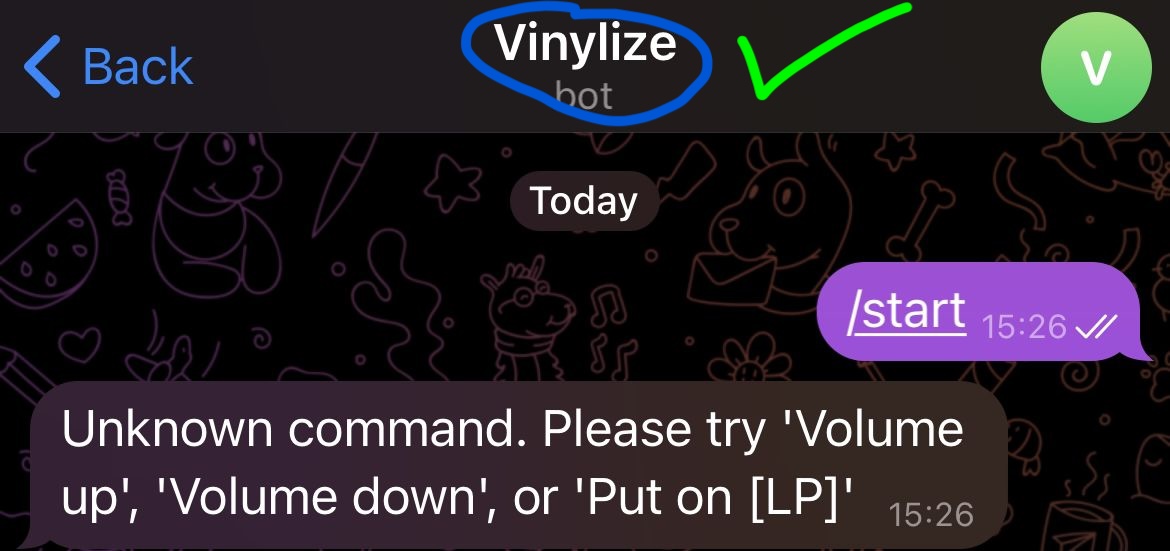 Back
Vinylize
bot
V
Today
/start 15:26
Unknown command. Please try 'Volume
up', 'Volume down', or 'Put on [LP]' 15:26